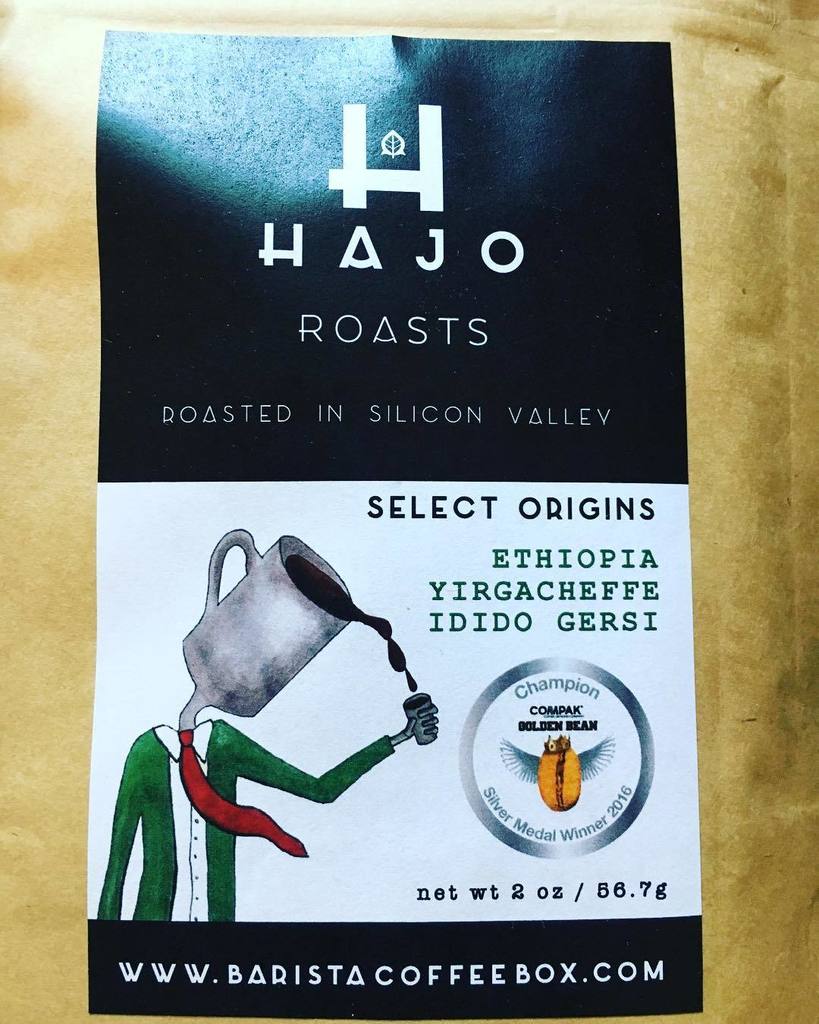 H
HAJO
ROASTS
ROASTED IN SILICON VALLEY
SELECT ORIGINS
ETHIOPIA
YIRGACHEFFE
IDIDO GERSI
Champion
COMPAK
GOLDEN BEAN
Silver Medal Winner 2016
net wt 2 oz / 56.7g
WWW.BARISTACOFFEEBOX.COM